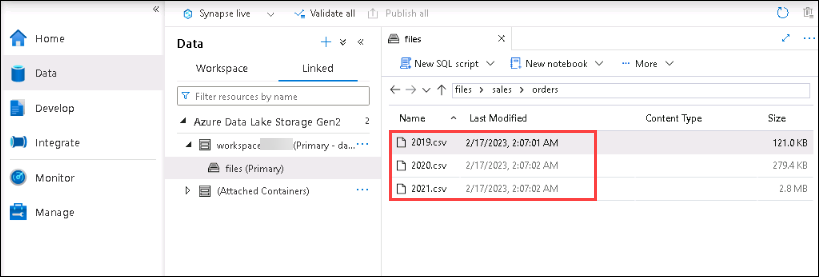 Synapse live
Validate all
Publish all
Home
Data
Develop
Integrate
Monitor
Manage
Data
Workspace
Linked
Filter resources by name
Azure Data Lake Storage Gen2 2
workspace (Primary - da...
files (Primary)
(Attached Containers)
files
New SQL script
New notebook
More
files > sales > orders
Name Last Modified Content Type Size
2019.csv 2/17/2023, 2:07:01 AM 121.0 KB
2020.csv 2/17/2023, 2:07:02 AM 279.4 KB
2021.csv 2/17/2023, 2:07:02 AM 2.8 MB